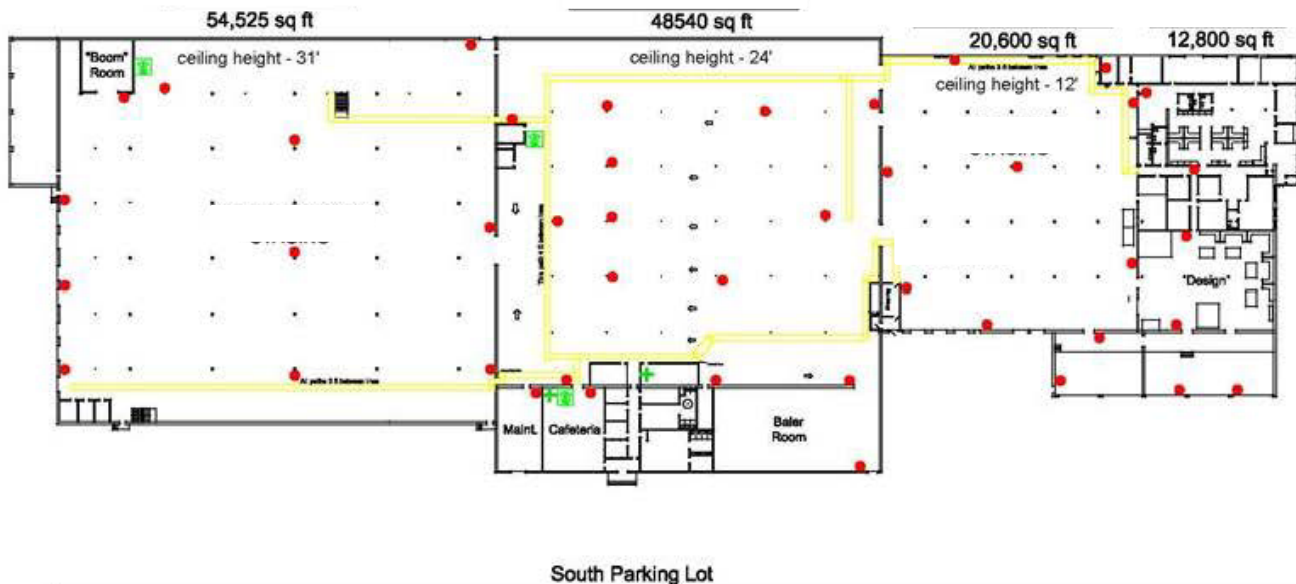 54,525 sq ft
48540 sq ft
20,600 sq ft
12,800 sq ft
"Boom"
Room
ceiling height - 31'
ceiling height - 24'
ceiling height - 12'
"Design"
Maint.
Cafeteria
Baler
Room
South Parking Lot